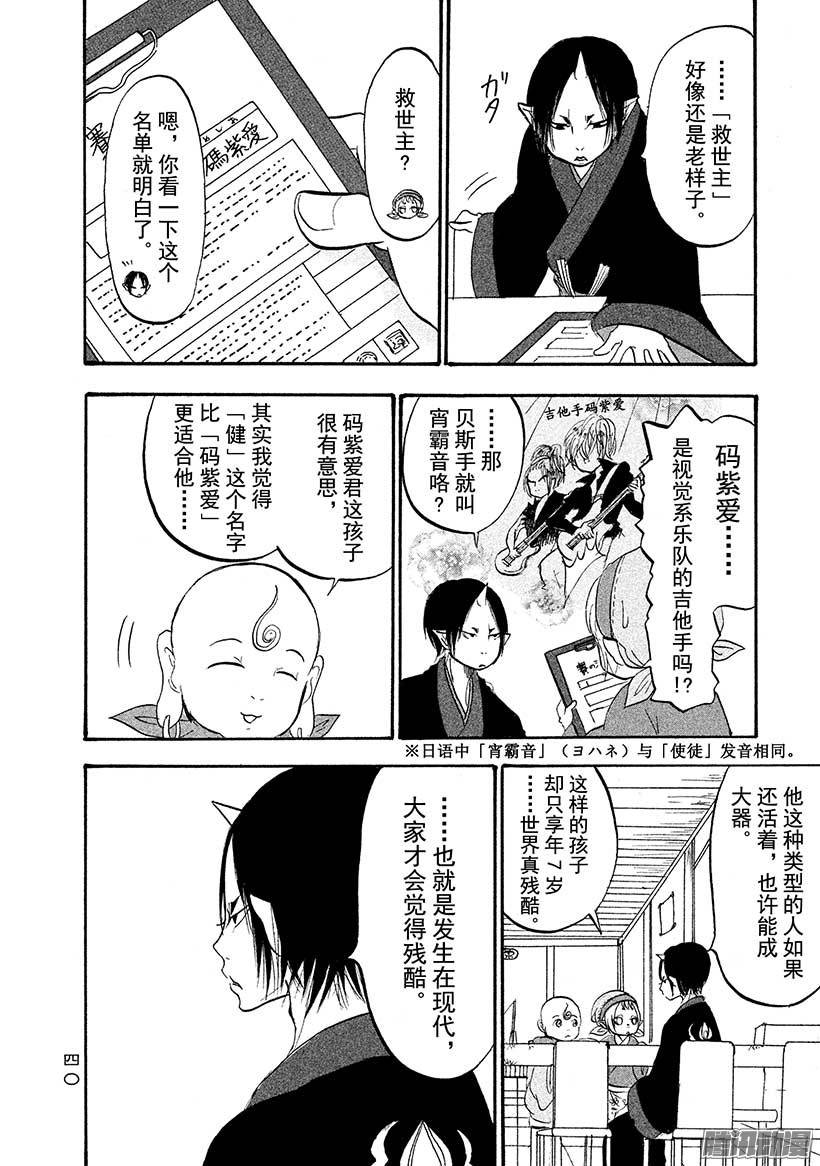 ……「救世主」
好像还是老样子。
ガタ
救世主？
嗯，你看一下这个
名单就明白了。
碼紫愛
码紫爱……
是视觉系乐队的吉他手吗!?
吉他手码紫爱
……那
贝斯手就叫
宵霸音咯？
码紫爱君这孩子
很有意思，
其实我觉得
「健」这个名字
比「码紫爱」
更适合他……
※日语中「宵霸音」（ヨハネ）与「使徒」发音相同。
他这种类型的人如果
还活着，也许能成
大器。
这样的孩子
却只享年7岁
……世界真残酷。
……也就是发生在现代，
大家才会觉得残酷。
四〇
腾讯动漫